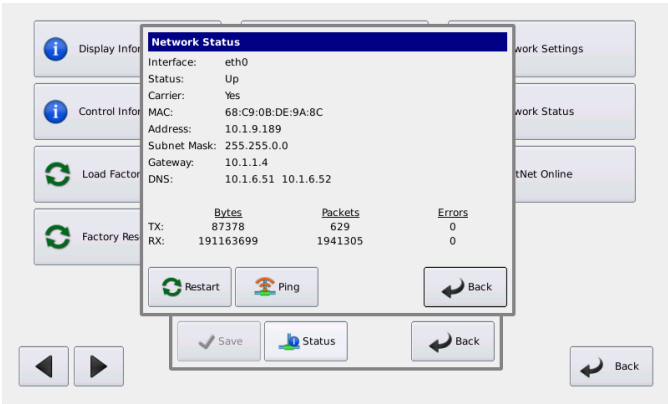 Display Infor
work Settings
Control Infor
work Status
Load Factor
tNet Online
Factory Res
Network Status
Interface: eth0
Status: Up
Carrier: Yes
MAC: 68:C9:0B:DE:9A:8C
Address: 10.1.9.189
Subnet Mask: 255.255.0.0
Gateway: 10.1.1.4
DNS: 10.1.6.51 10.1.6.52
Bytes Packets Errors
TX: 87378 629 0
RX: 191163699 1941305 0
Restart Ping Back
Save Status Back
Back